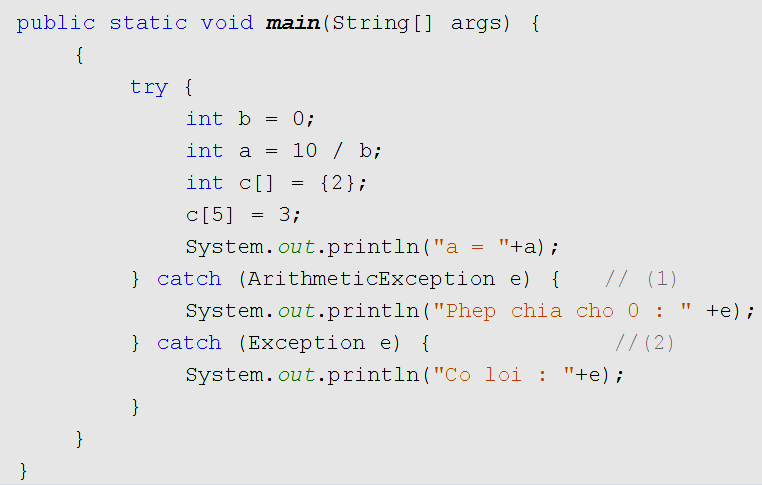 public static void main(String[] args) {
{
try {
int b = 0;
int a = 10 / b;
int c[] = {2};
c[5] = 3;
System.out.println("a = "+a);
} catch (ArithmeticException e) { // (1)
System.out.println("Phep chia cho 0 : " +e);
} catch (Exception e) { //(2)
System.out.println("Co loi : "+e);
}
}
}